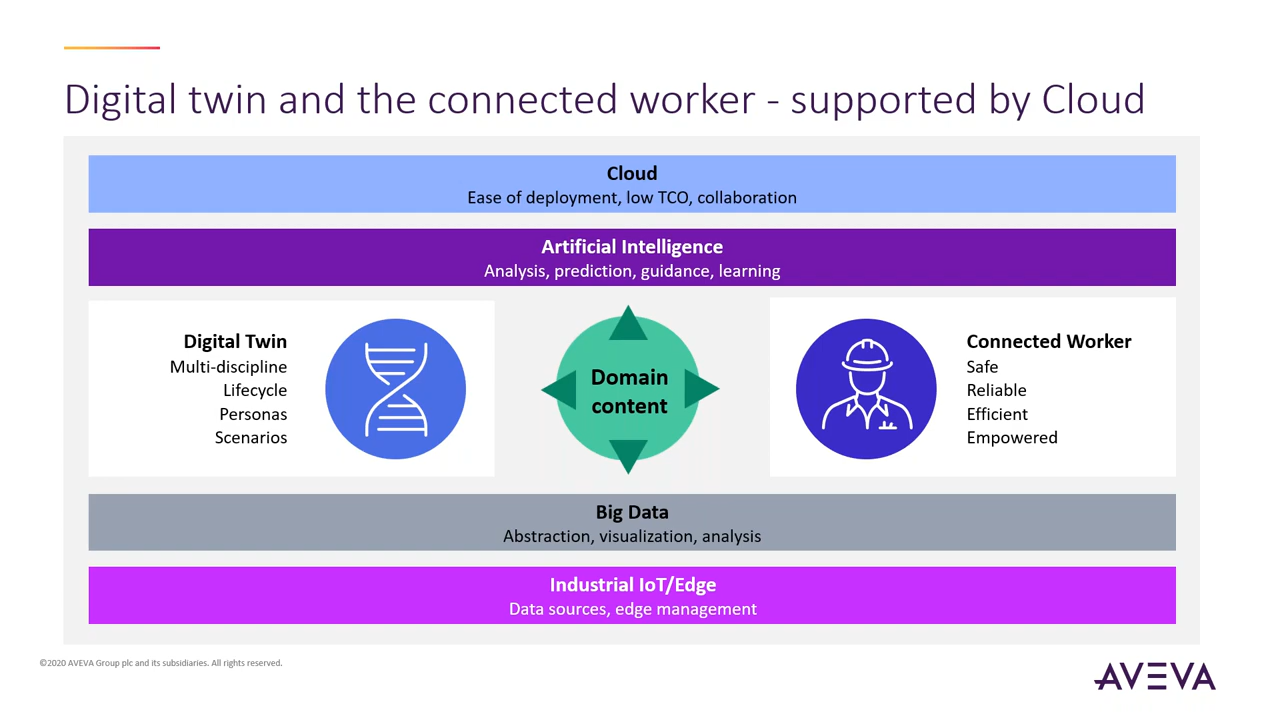 Digital twin and the connected worker - supported by Cloud
Cloud
Ease of deployment, low TCO, collaboration
Artificial Intelligence
Analysis, prediction, guidance, learning
Digital Twin
Multi-discipline
Lifecycle
Personas
Scenarios
Domain
content
Connected Worker
Safe
Reliable
Efficient
Empowered
Big Data
Abstraction, visualization, analysis
Industrial IoT/Edge
Data sources, edge management
©2020 AVEVA Group plc and its subsidiaries. All rights reserved.
AVEVA